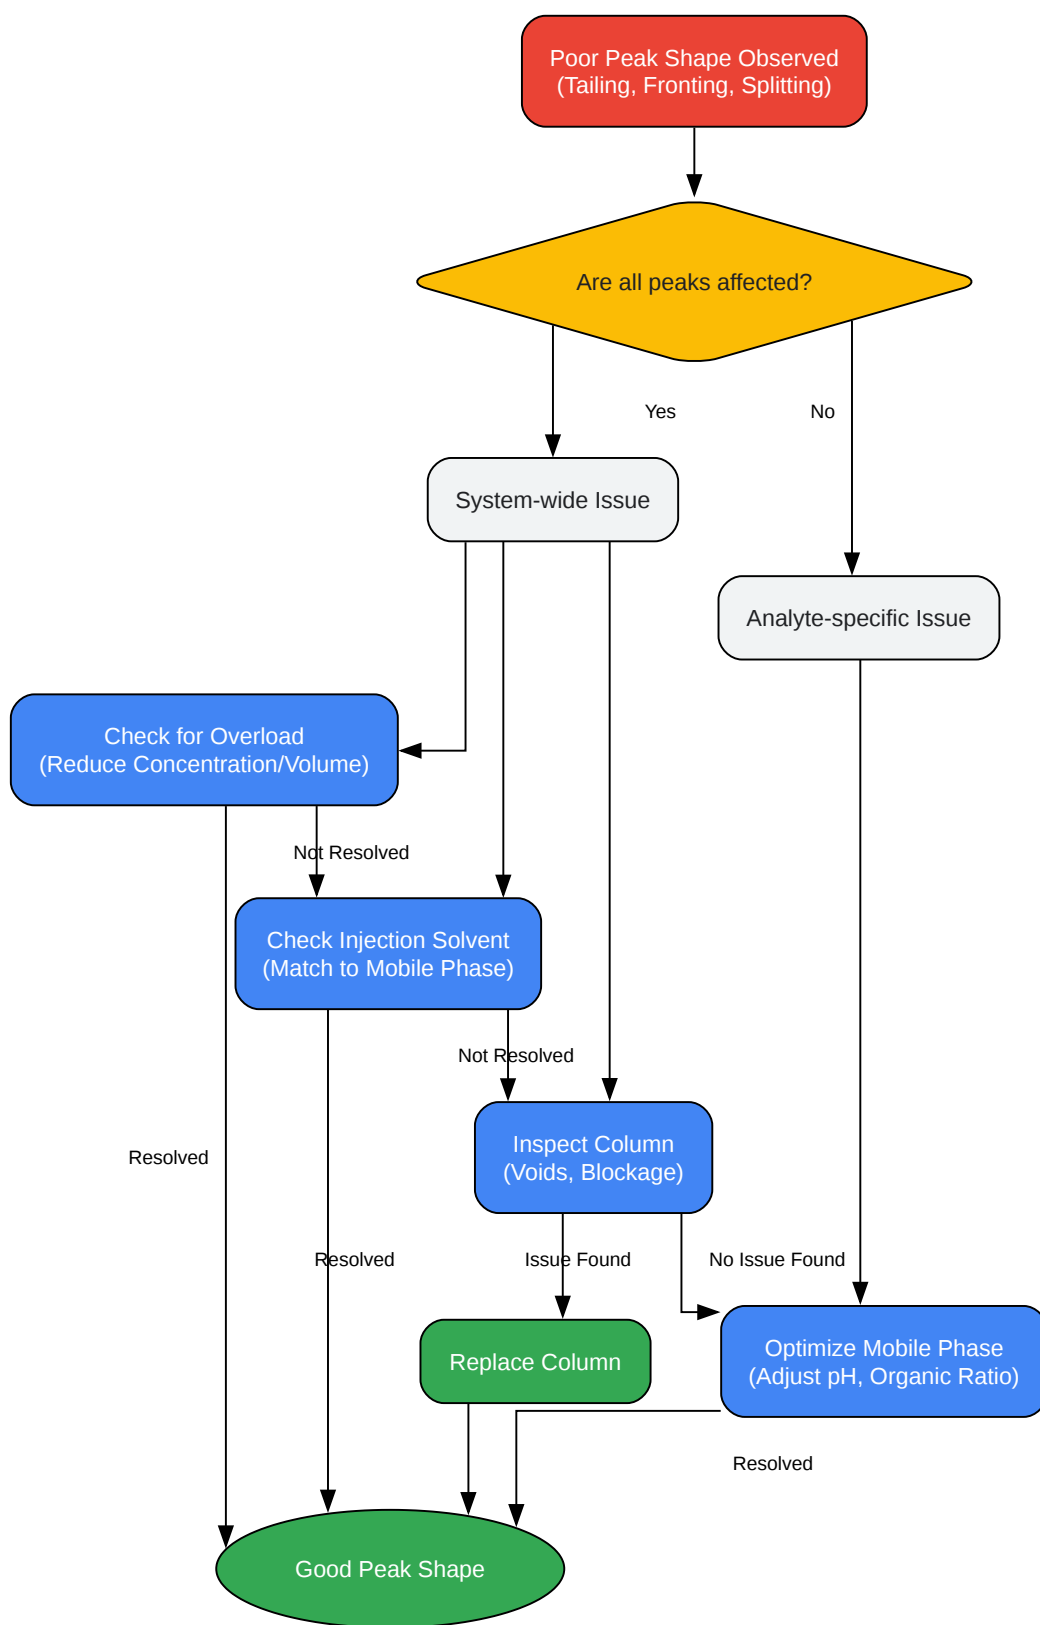 Poor Peak Shape Observed
(Tailing, Fronting, Splitting)
Are all peaks affected?
Yes
No
System-wide Issue
Analyte-specific Issue
Check for Overload
(Reduce Concentration/Volume)
Not Resolved
Check Injection Solvent
(Match to Mobile Phase)
Not Resolved
Inspect Column
(Voids, Blockage)
Resolved
Resolved
Issue Found
No Issue Found
Replace Column
Optimize Mobile Phase
(Adjust pH, Organic Ratio)
Resolved
Good Peak Shape